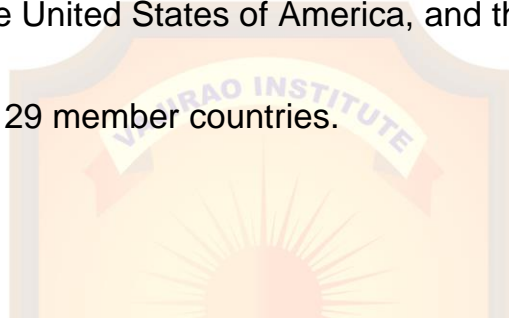 e United States of America, and th
29 member countries.
VAJIRAO INSTITUTE